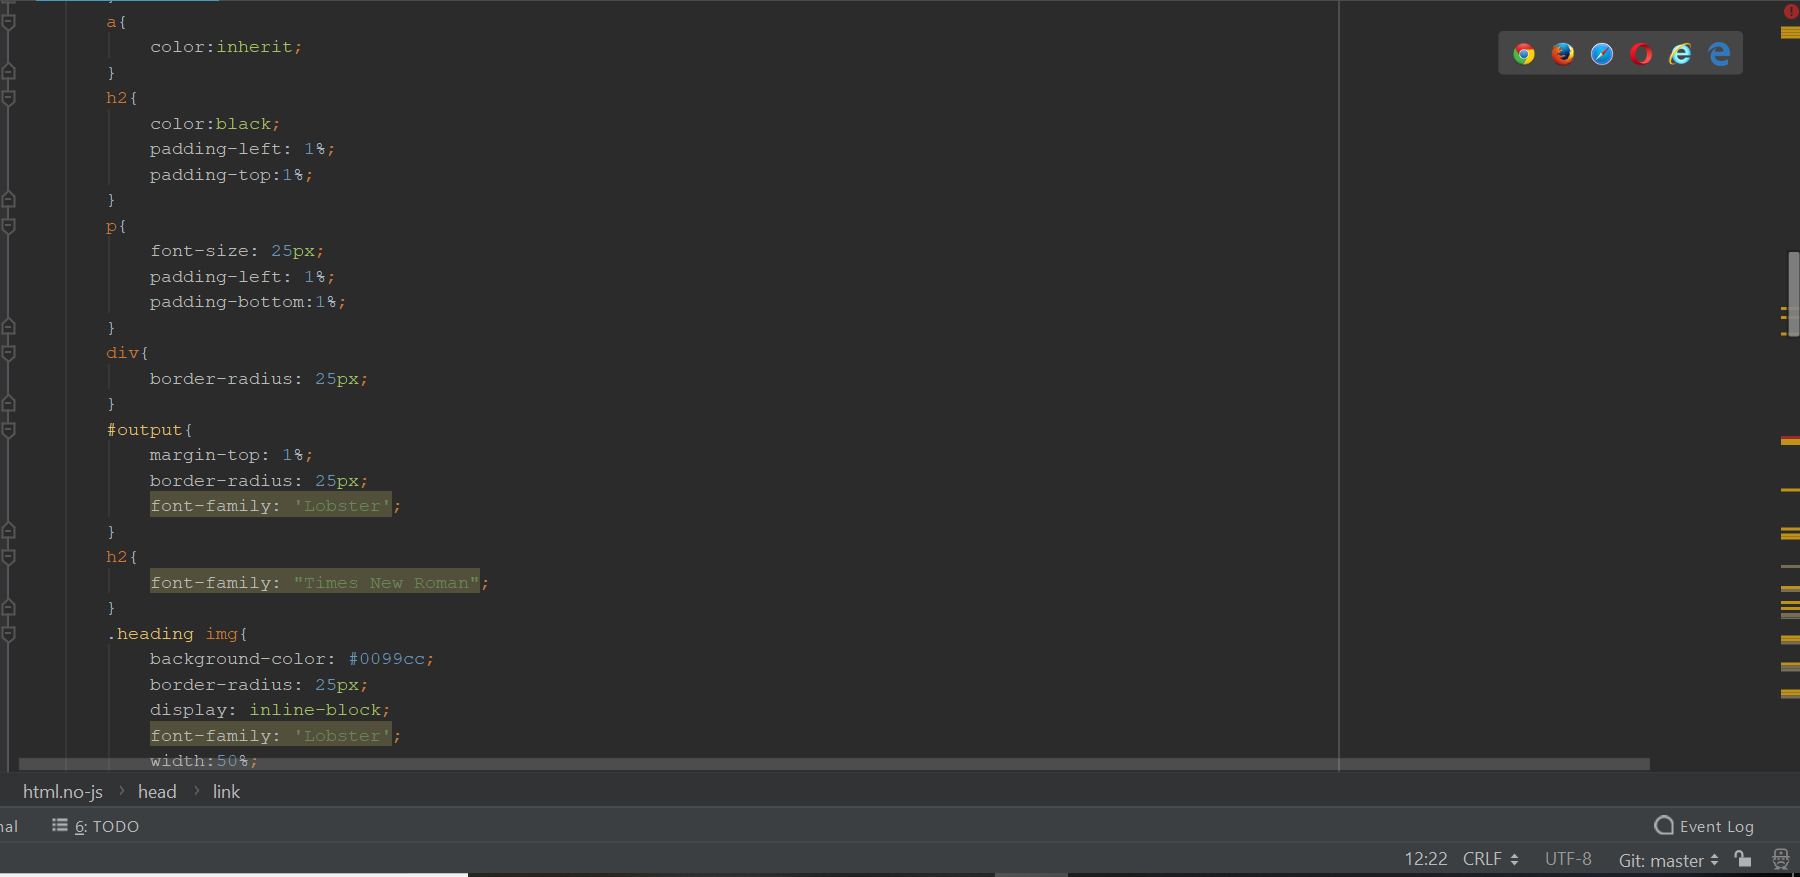 a{
color:inherit;
}
h2{
color:black;
padding-left: 1%;
padding-top:1%;
}
p{
font-size: 25px;
padding-left: 1%;
padding-bottom:1%;
}
div{
border-radius: 25px;
}
#output{
margin-top: 1%;
border-radius: 25px;
font-family: 'Lobster';
}
h2{
font-family: "Times New Roman";
}
.heading img{
background-color: #0099cc;
border-radius: 25px;
display: inline-block;
font-family: 'Lobster';
width:50%;
html.no-js › head › link
nal 6: TODO Event Log
12:22 CRLF UTF-8 Git: master